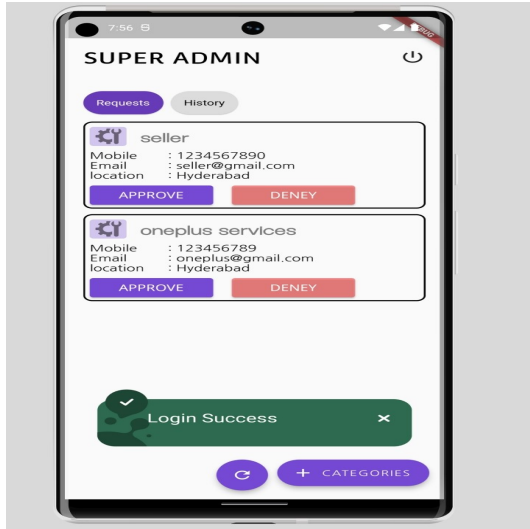 7:56
SUPER ADMIN
Requests
History
seller
Mobile : 1234567890
Email : seller@gmail.com
location : Hyderabad
APPROVE
DENEY
oneplus services
Mobile : 123456789
Email : oneplus@gmail.com
location : Hyderabad
APPROVE
DENEY
Login Success
+ CATEGORIES